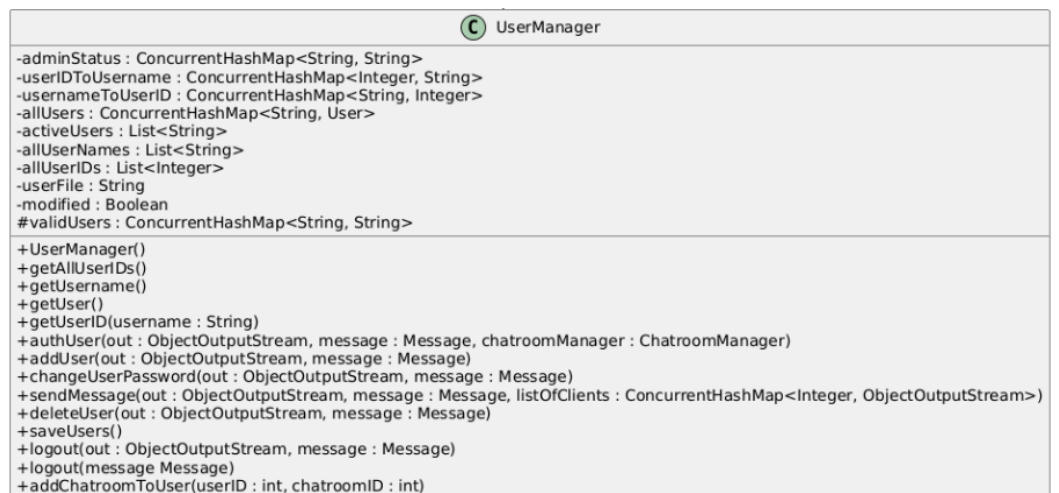 C UserManager
-adminStatus : ConcurrentHashMap<String, String>
-userIDToUsername : ConcurrentHashMap<Integer, String>
-usernameToUserID : ConcurrentHashMap<String, Integer>
-allUsers : ConcurrentHashMap<String, User>
-activeUsers : List<String>
-allUserNames : List<String>
-allUserIDs : List<Integer>
-userFile : String
-modified : Boolean
#validUsers : ConcurrentHashMap<String, String>
+UserManager()
+getAllUserIDs()
+getUsername()
+getUser()
+getUserID(username : String)
+authUser(out : ObjectOutputStream, message : Message, chatroomManager : ChatroomManager)
+addUser(out : ObjectOutputStream, message : Message)
+changeUserPassword(out : ObjectOutputStream, message : Message)
+sendMessage(out : ObjectOutputStream, message : Message, listOfClients : ConcurrentHashMap<Integer, ObjectOutputStream>)
+deleteUser(out : ObjectOutputStream, message : Message)
+saveUsers()
+logout(out : ObjectOutputStream, message : Message)
+logout(message Message)
+addChatroomToUser(userID : int, chatroomID : int)